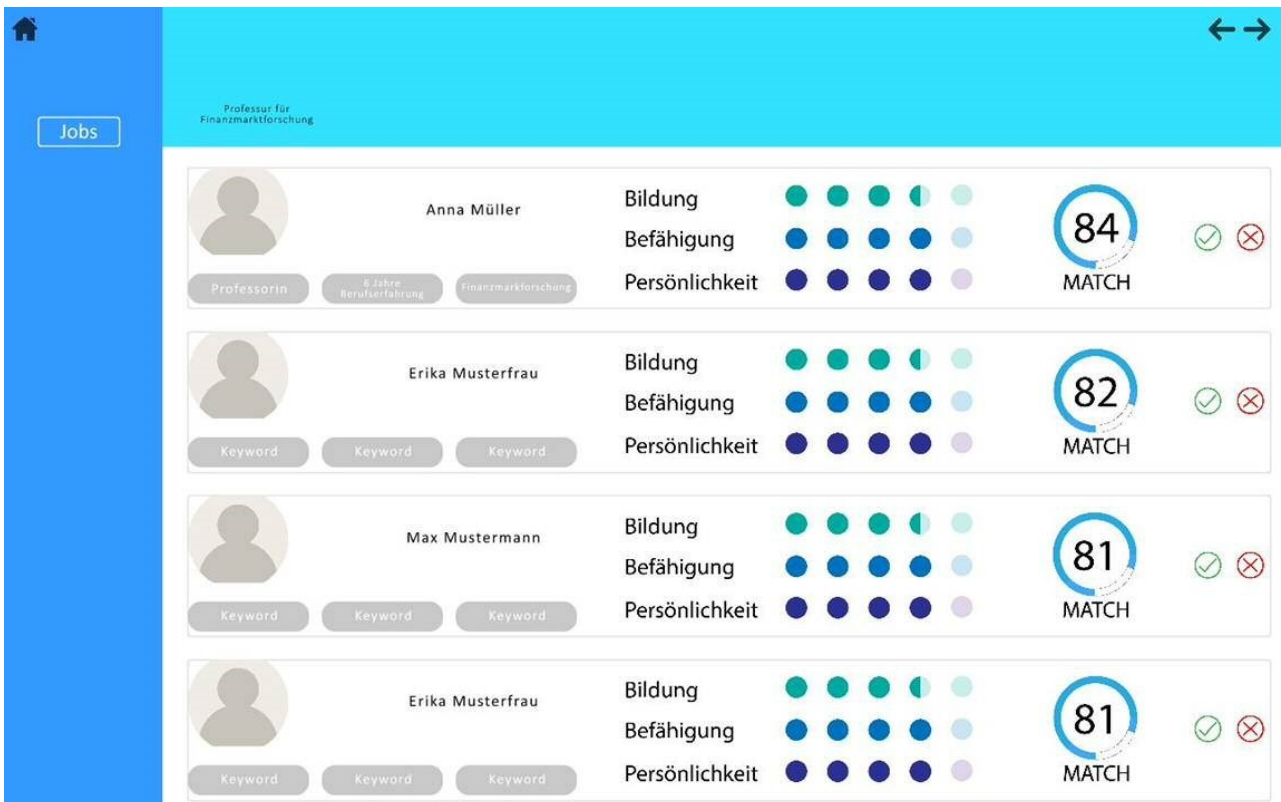 Jobs
Professur für
Finanzmarktforschung
Anna Müller
Professorin
6 Jahre
Berufserfahrung
Finanzmarktforschung
Bildung
Befähigung
Persönlichkeit
84
MATCH
Erika Musterfrau
Keyword
Keyword
Keyword
Bildung
Befähigung
Persönlichkeit
82
MATCH
Max Mustermann
Keyword
Keyword
Keyword
Bildung
Befähigung
Persönlichkeit
81
MATCH
Erika Musterfrau
Keyword
Keyword
Keyword
Bildung
Befähigung
Persönlichkeit
81
MATCH